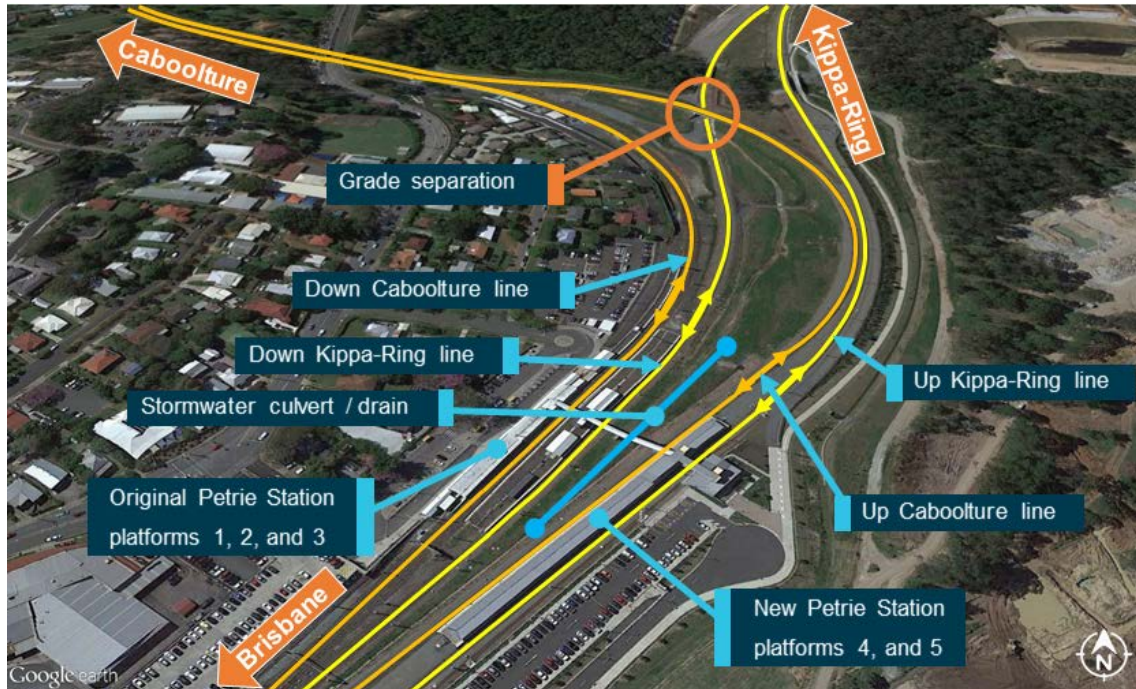 Caboolture
Kippa-Ring
Grade separation
Down Caboolture line
Down Kippa-Ring line
Stormwater culvert / drain
Up Kippa-Ring line
Original Petrie Station
platforms 1, 2, and 3
Up Caboolture line
New Petrie Station
platforms 4, and 5
Brisbane
Google earth
N